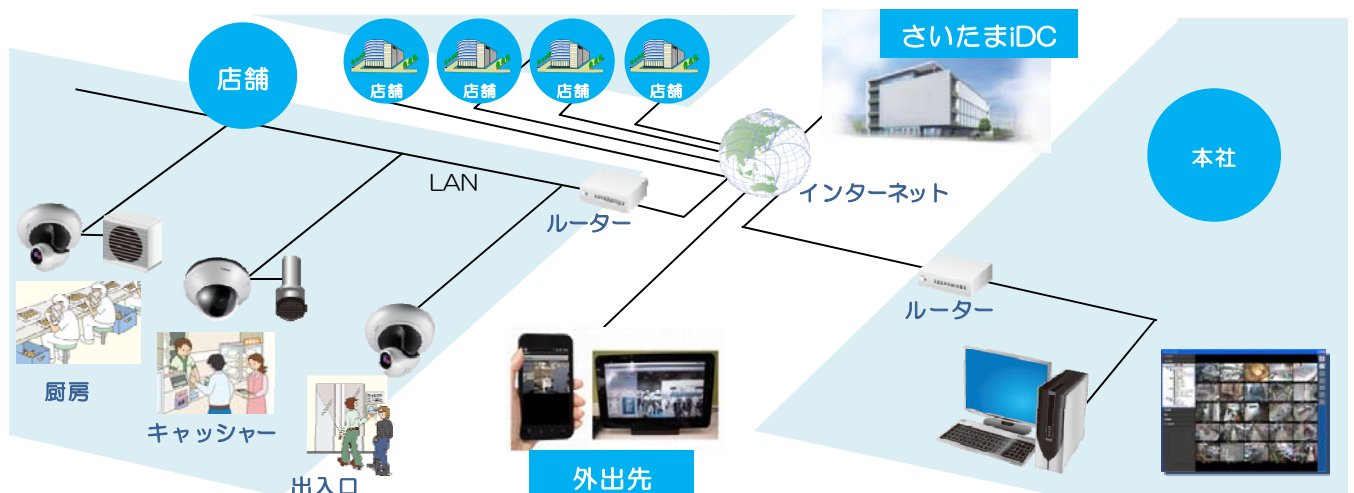 店舗
店舗
店舗
店舗
店舗
さいたまiDC
本社
LAN
ルーター
インターネット
ルーター
厨房
キャッシャー
出入口
外出先